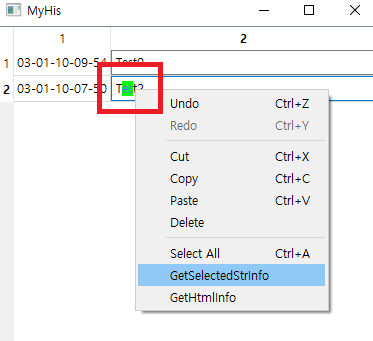 MyHis
1 2
1 03-01-10-09-54 Test0
2 03-01-10-07-50 Test2
Undo Ctrl+Z
Redo Ctrl+Y
Cut Ctrl+X
Copy Ctrl+C
Paste Ctrl+V
Delete
Select All Ctrl+A
GetSelectedStrInfo
GetHtmlInfo